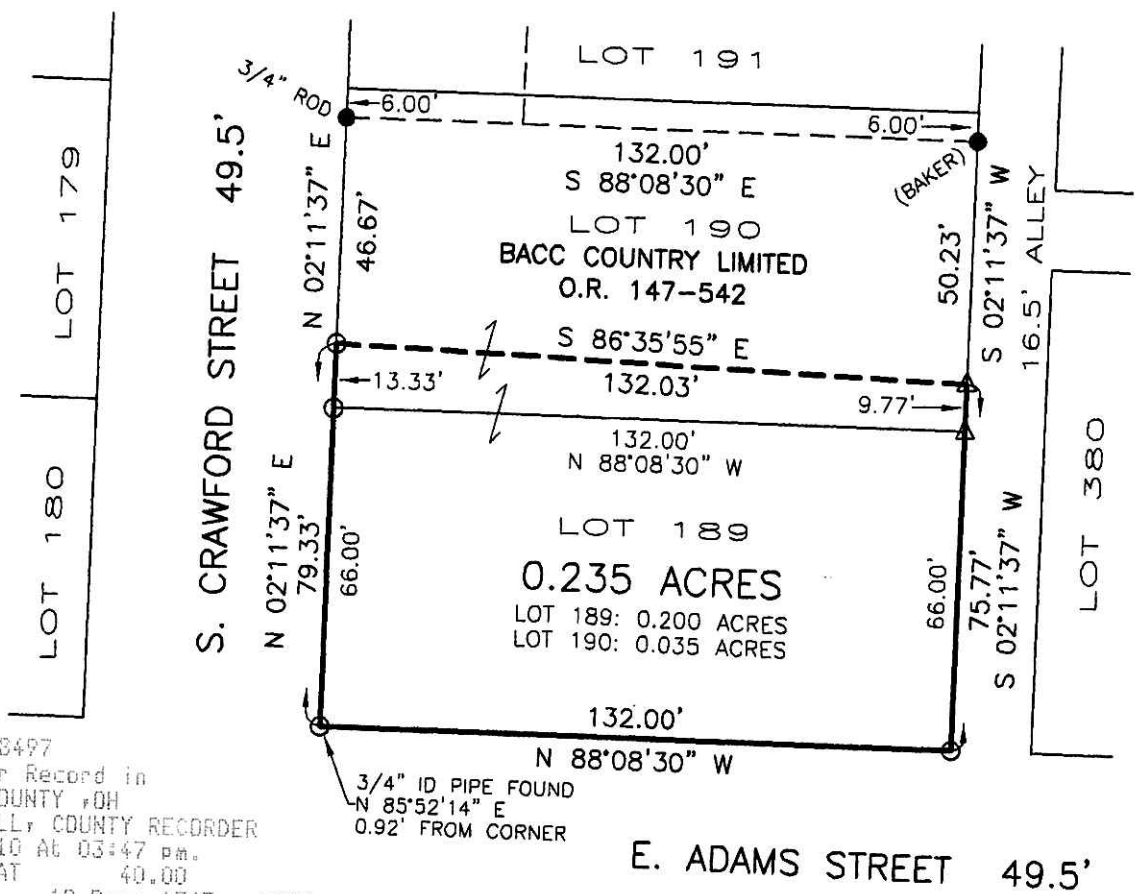 LOT 191
3/4" ROD
6.00'
6.00'
132.00'
S 88°08'30" E
(BAKER)
LOT 179
S. CRAWFORD STREET 49.5'
N 02°11'37" E
46.67'
LOT 190
BACC COUNTRY LIMITED
O.R. 147-542
50.23'
S 02°11'37" W
16.5' ALLEY
S 86°35'55" E
13.33'
132.03'
9.77'
132.00'
N 88°08'30" W
LOT 180
N 02°11'37" E
79.33'
66.00'
LOT 189
0.235 ACRES
LOT 189: 0.200 ACRES
LOT 190: 0.035 ACRES
66.00'
75.77'
S 02°11'37" W
LOT 380
132.00'
N 88°08'30" W
3/4" ID PIPE FOUND
N 85°52'14" E
0.92' FROM CORNER
E. ADAMS STREET 49.5'
8497
r Record in
OUNTY ,OH
LL, COUNTY RECORDER
10 At 03:47 pm.
AT 40.00